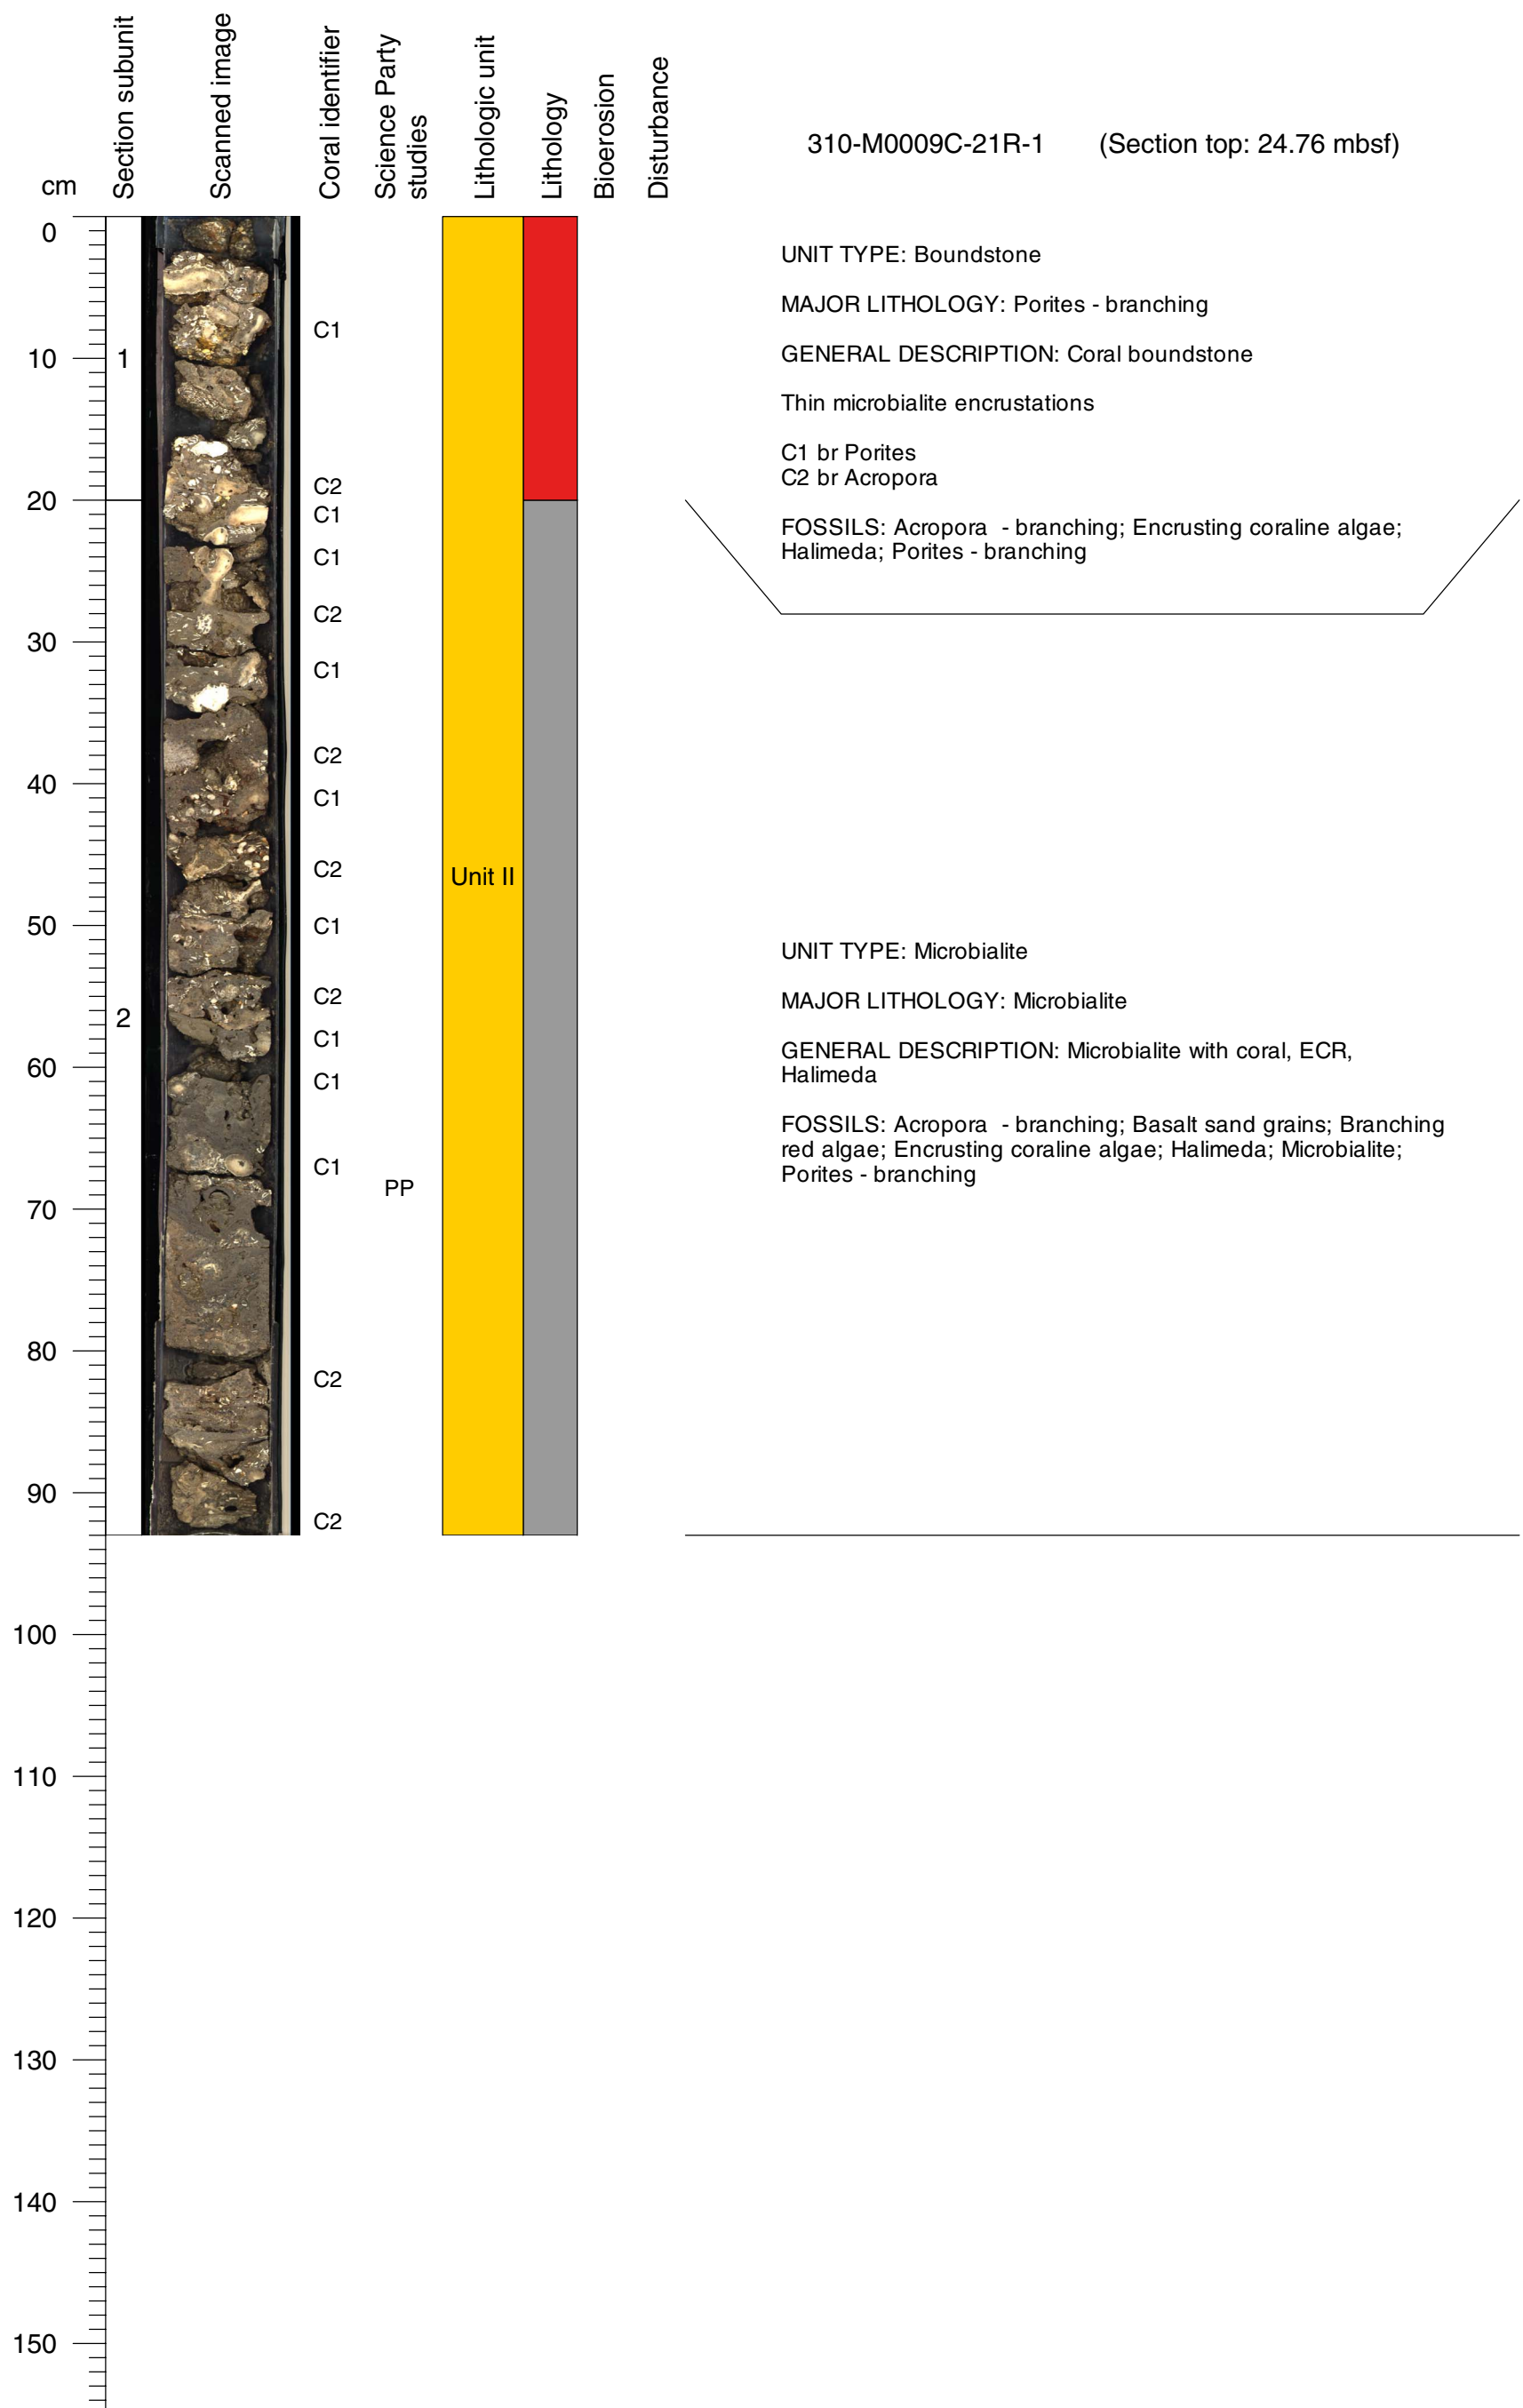 cm
Section subunit
Scanned image
Coral identifier
Science Party
studies
Lithologic unit
Lithology
Bioerosion
Disturbance
310-M0009C-21R-1 (Section top: 24.76 mbsf)
0
10
20
30
40
50
60
70
80
90
100
110
120
130
140
150
1
2
C1
C2
C1
C1
C2
C1
C2
C1
C2
C1
C2
C1
C1
C1
C2
C2
PP
Unit II
UNIT TYPE: Boundstone
MAJOR LITHOLOGY: Porites - branching
GENERAL DESCRIPTION: Coral boundstone
Thin microbialite encrustations
C1 br Porites
C2 br Acropora
FOSSILS: Acropora - branching; Encrusting coraline algae;
Halimeda; Porites - branching
UNIT TYPE: Microbialite
MAJOR LITHOLOGY: Microbialite
GENERAL DESCRIPTION: Microbialite with coral, ECR,
Halimeda
FOSSILS: Acropora - branching; Basalt sand grains; Branching
red algae; Encrusting coraline algae; Halimeda; Microbialite;
Porites - branching